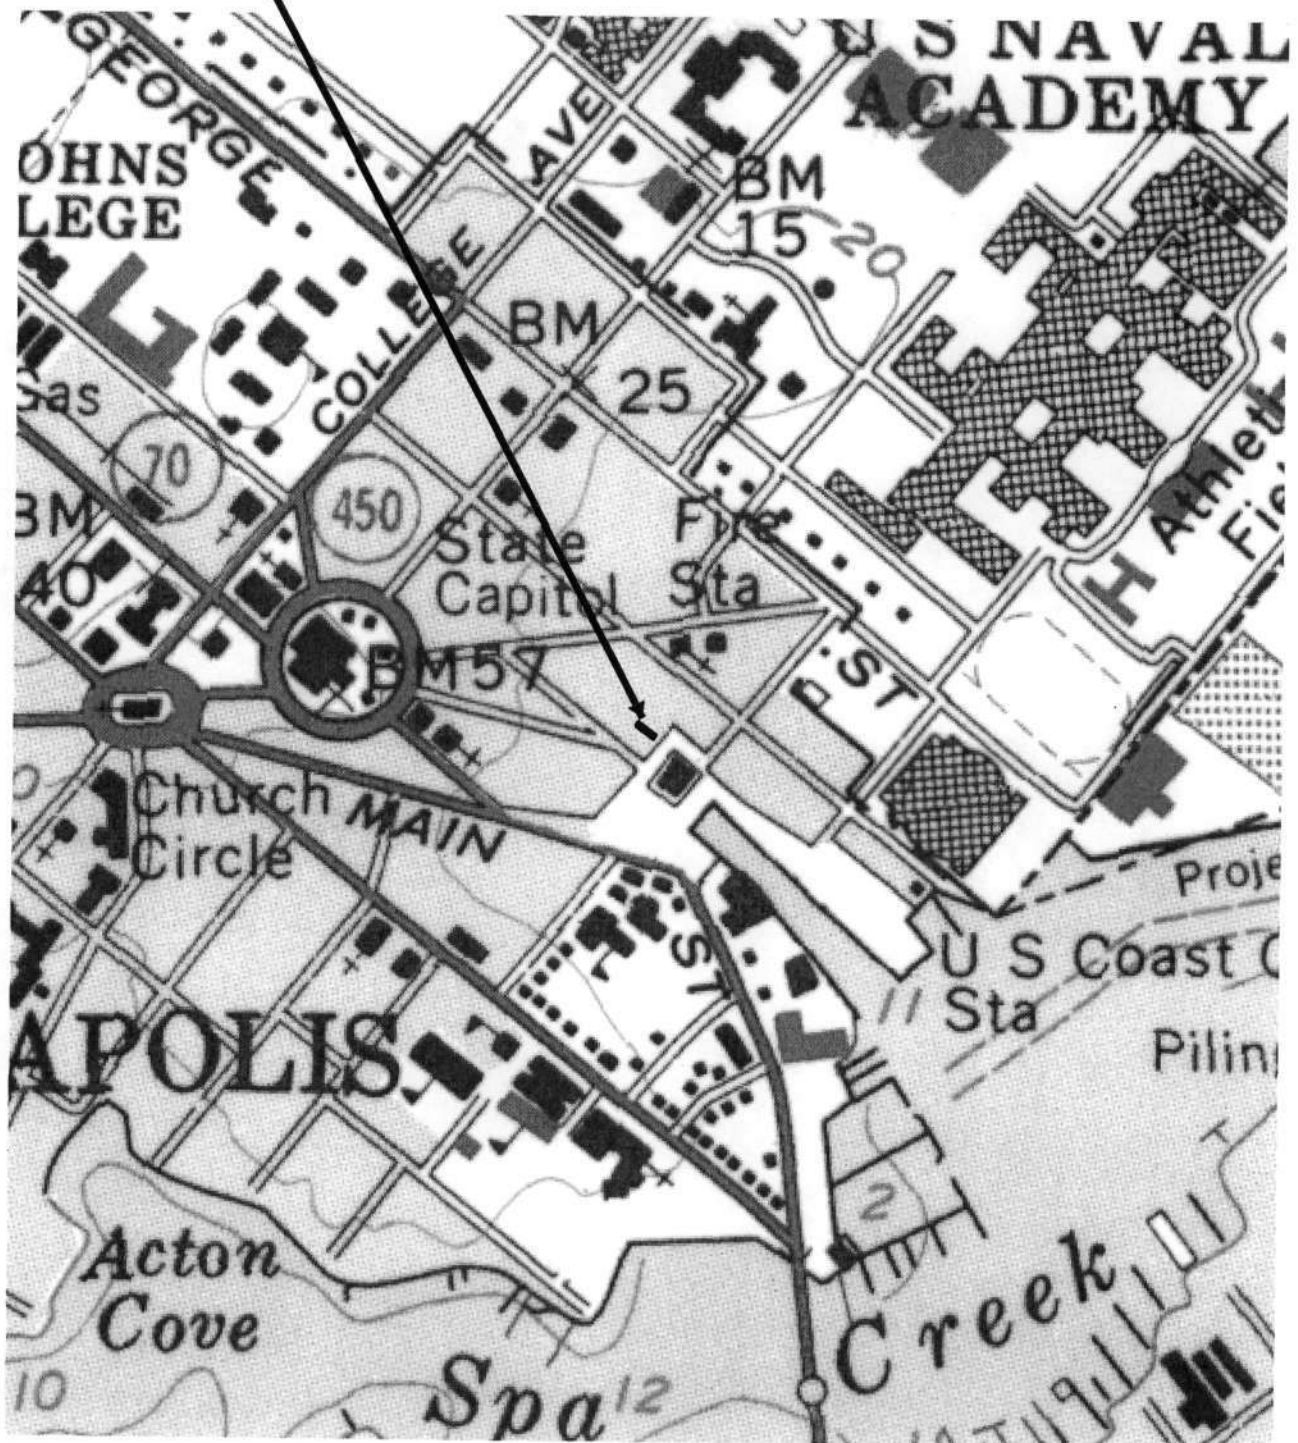 GEORGE
U S NAVAL
ACADEMY
OHNS
LEGE
AVE
BM
15
20
COLLEGE
BM
25
Gas
70
450
BM
40
State
Capitol
Fire
Sta
Athlet
Fie
BM57
ST
Church
Circle
MAIN
ST
Proje
U S Coast G
Sta
11
APOLIS
Pilin
2
Acton
Cove
10
Spa
12
Creek